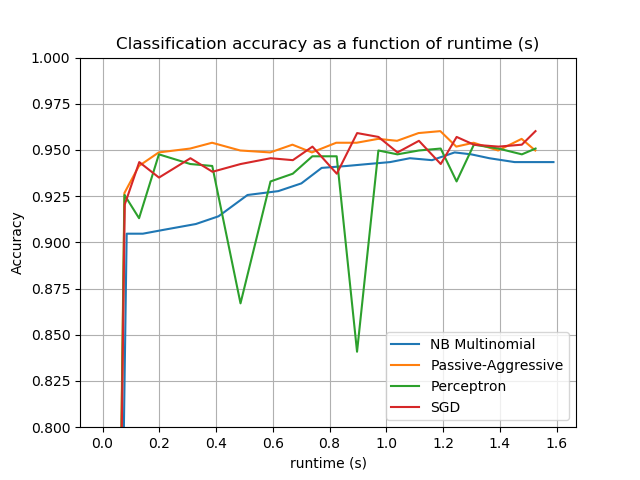 Classification accuracy as a function of runtime (s)
1.000
0.975
0.950
0.925
0.900
0.875
0.850
0.825
0.800
Accuracy
NB Multinomial
Passive-Aggressive
Perceptron
SGD
0.0 0.2 0.4 0.6 0.8 1.0 1.2 1.4 1.6
runtime (s)